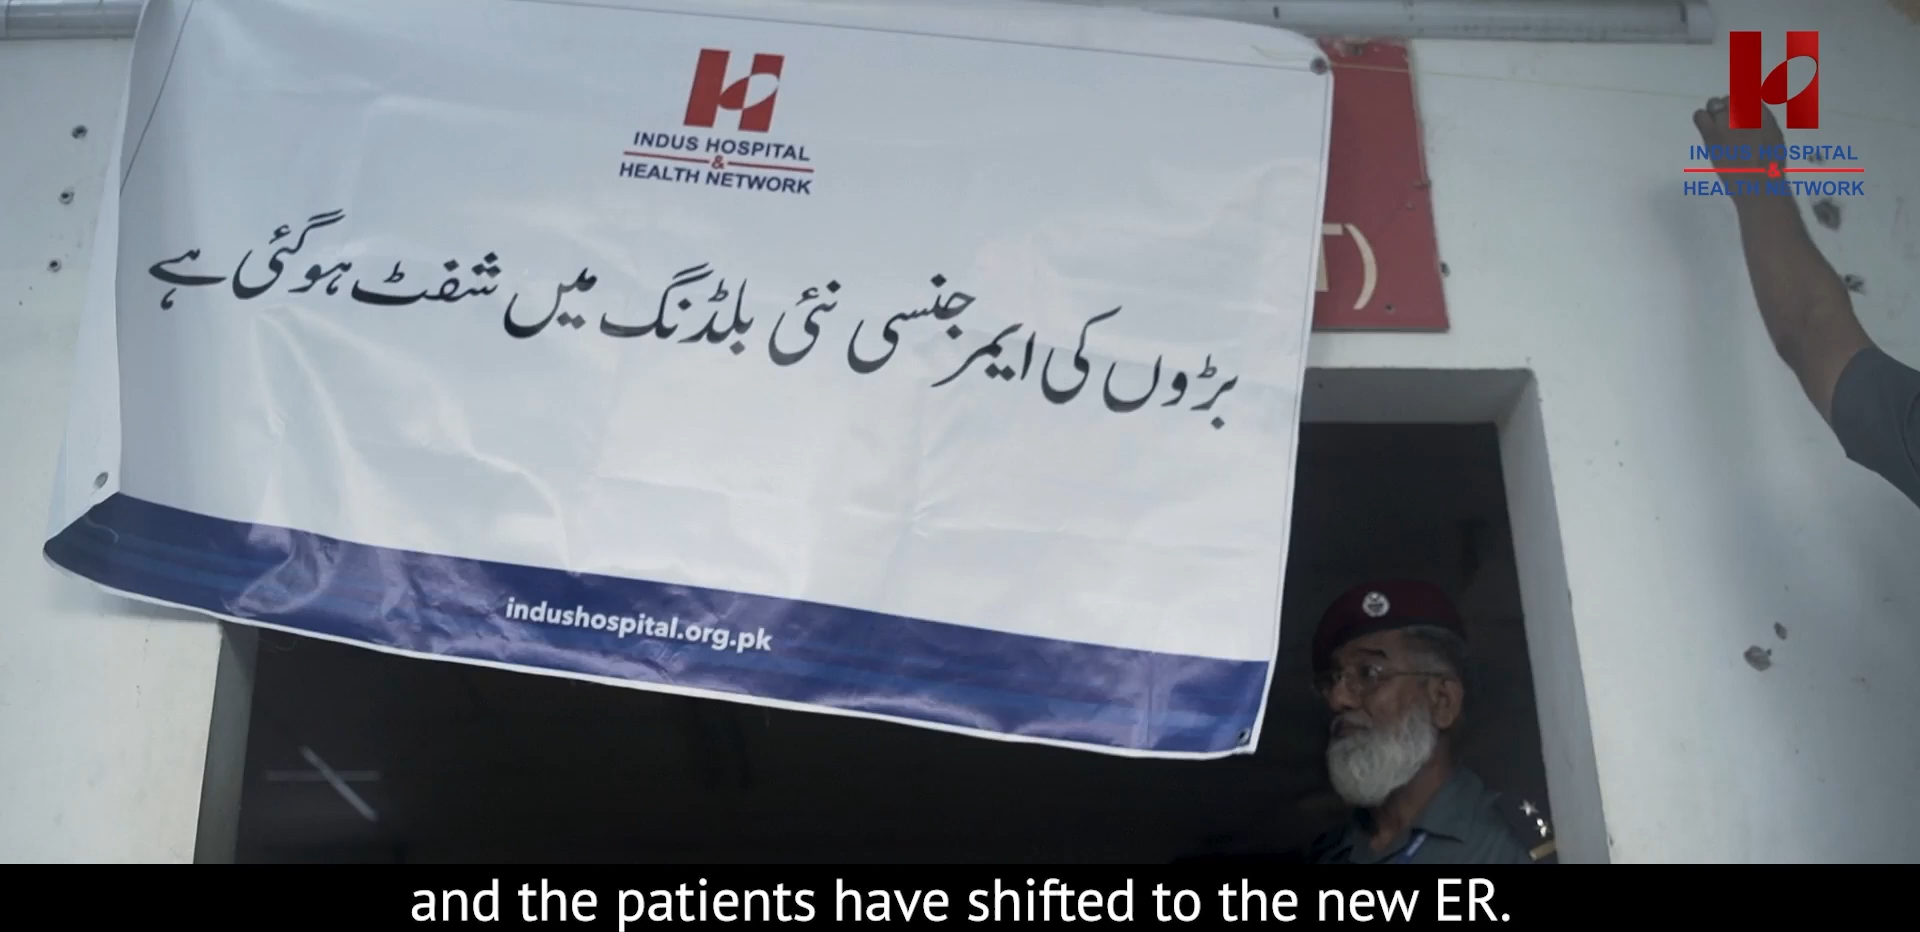 INDUS HOSPITAL
&
HEALTH NETWORK
بڑوں کی ایمرجنسی نئی بلڈنگ میں شفٹ ہوگئی ہے
indushospital.org.pk
INDUS HOSPITAL
&
HEALTH NETWORK
and the patients have shifted to the new ER.